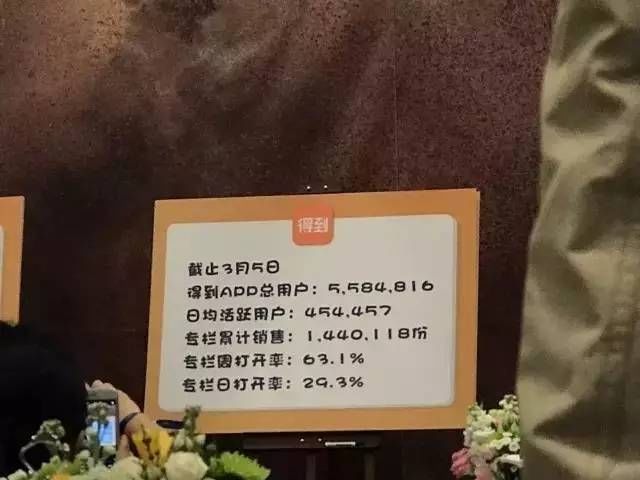 得到
截止3月5日
得到APP总用户：5,584,816
日均活跃用户：454,457
专栏累计销售：1,440,118份
专栏周打开率：63.1%
专栏日打开率：29.3%